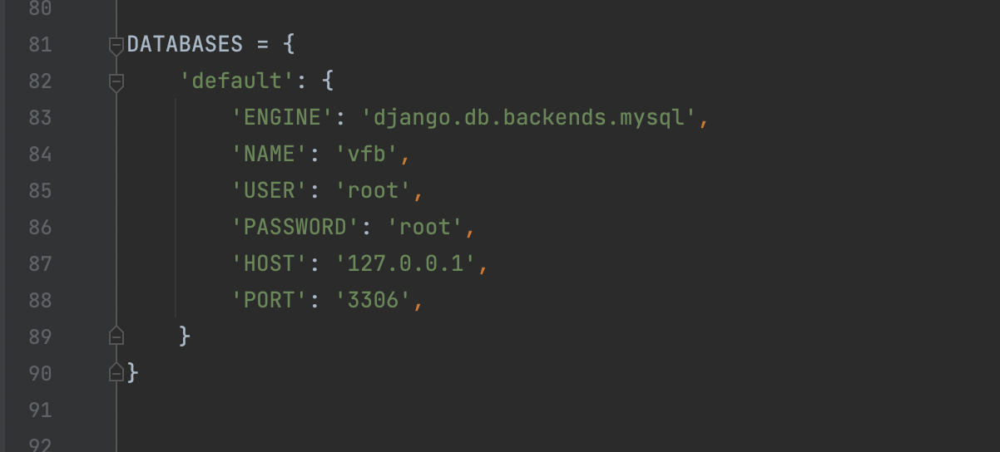 80
81 DATABASES = {
82 'default': {
83 'ENGINE': 'django.db.backends.mysql',
84 'NAME': 'vfb',
85 'USER': 'root',
86 'PASSWORD': 'root',
87 'HOST': '127.0.0.1',
88 'PORT': '3306',
89 }
90 }
91
92